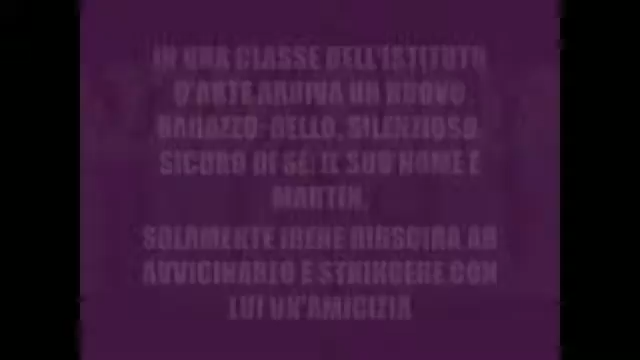 IN UNA CLASSE DELL'ISTITUTO
D'ARTE ARRIVA UN NUOVO
RAGAZZO: BELLO, SILENZIOSO,
SICURO DI SÈ; IL SUO NOME È
MARTIN.
SOLAMENTE IRENE RIUSCIRÀ AD
AVVICINARLO E STRINGERE CON
LUI UN'AMICIZIA